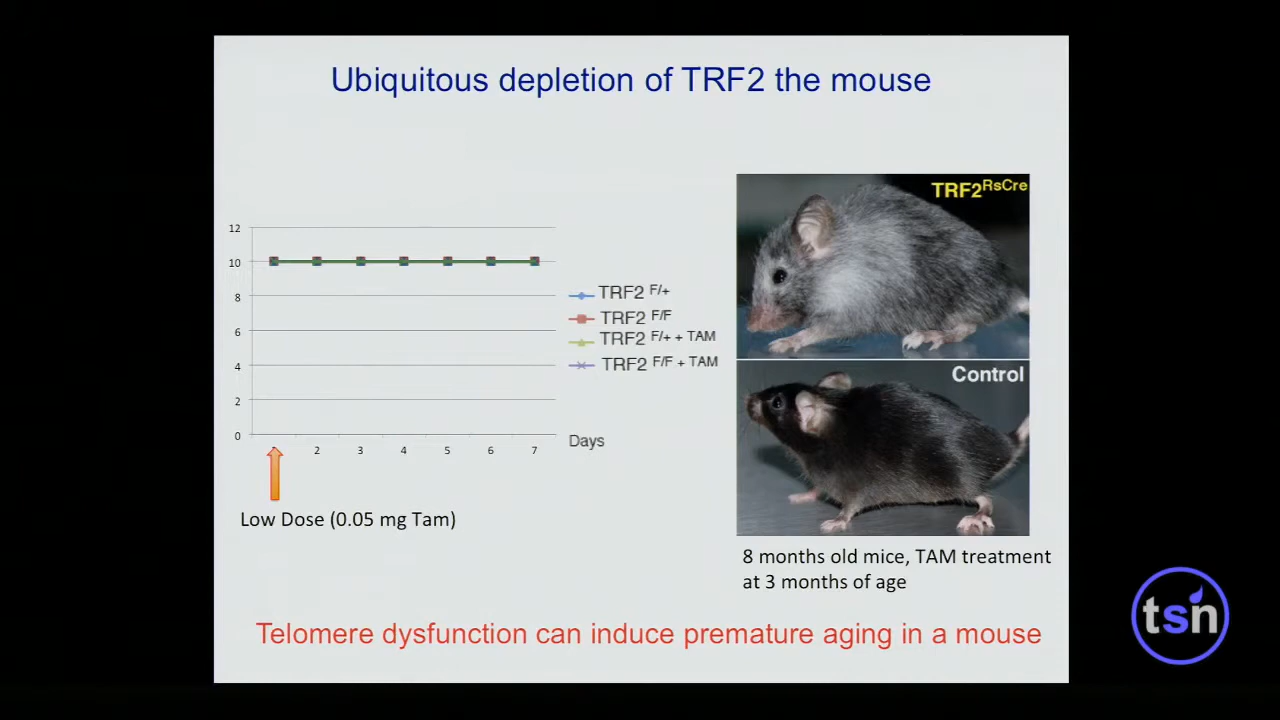 Ubiquitous depletion of TRF2 the mouse
12
10
8
6
4
2
0
2 3 4 5 6 7
Days
TRF2 F/+
TRF2 F/F
TRF2 F/+ + TAM
TRF2 F/F + TAM
Low Dose (0.05 mg Tam)
TRF2RsCre
Control
8 months old mice, TAM treatment
at 3 months of age
Telomere dysfunction can induce premature aging in a mouse
tsn